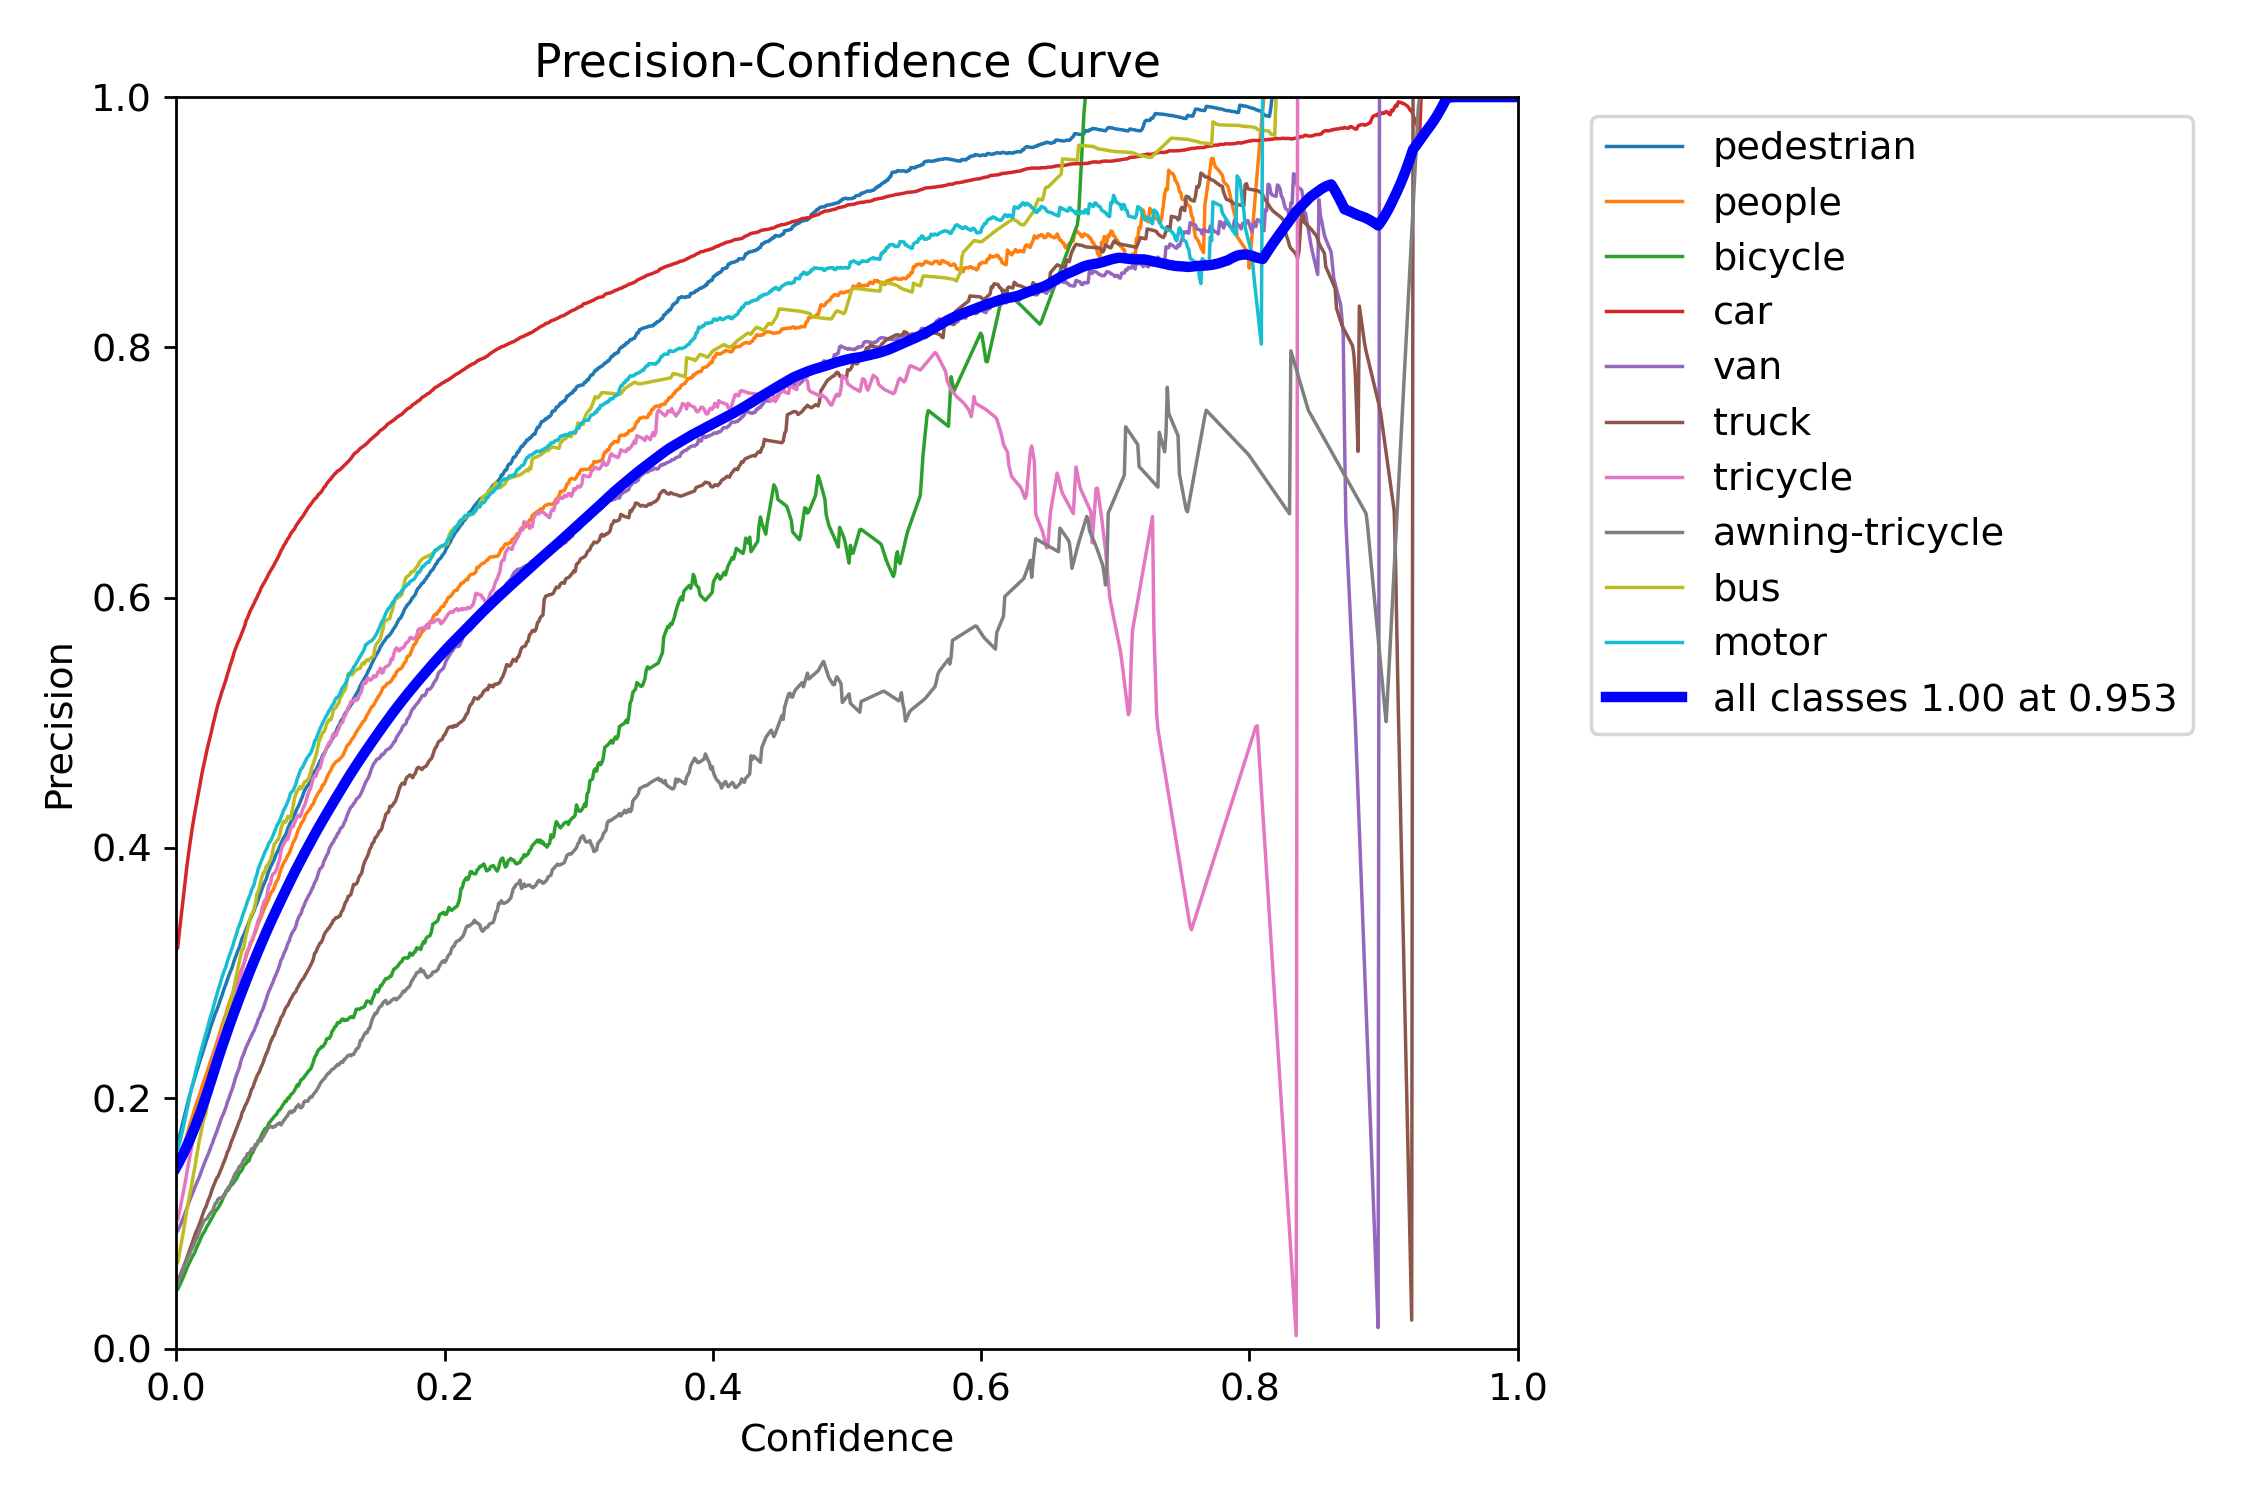 Precision-Confidence Curve
1.0
0.8
0.6
0.4
0.2
0.0
Precision
0.0 0.2 0.4 0.6 0.8 1.0
Confidence
pedestrian
people
bicycle
car
van
truck
tricycle
awning-tricycle
bus
motor
all classes 1.00 at 0.953